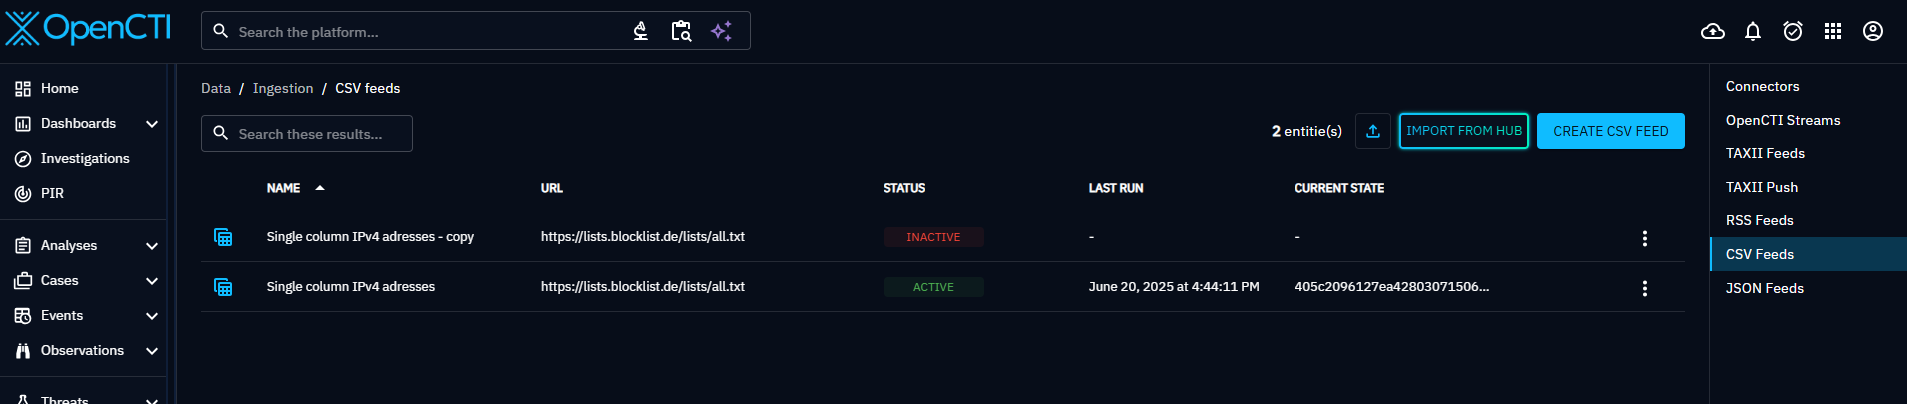 OpenCTI
Search the platform...
Home
Dashboards
Investigations
PIR
Analyses
Cases
Events
Observations
Threats
Data / Ingestion / CSV feeds
Search these results...
2 entitie(s)
IMPORT FROM HUB
CREATE CSV FEED
NAME URL STATUS LAST RUN CURRENT STATE
Single column IPv4 adresses - copy https://lists.blocklist.de/lists/all.txt INACTIVE - -
Single column IPv4 adresses https://lists.blocklist.de/lists/all.txt ACTIVE June 20, 2025 at 4:44:11 PM 405c2096127ea42803071506...
Connectors
OpenCTI Streams
TAXII Feeds
TAXII Push
RSS Feeds
CSV Feeds
JSON Feeds